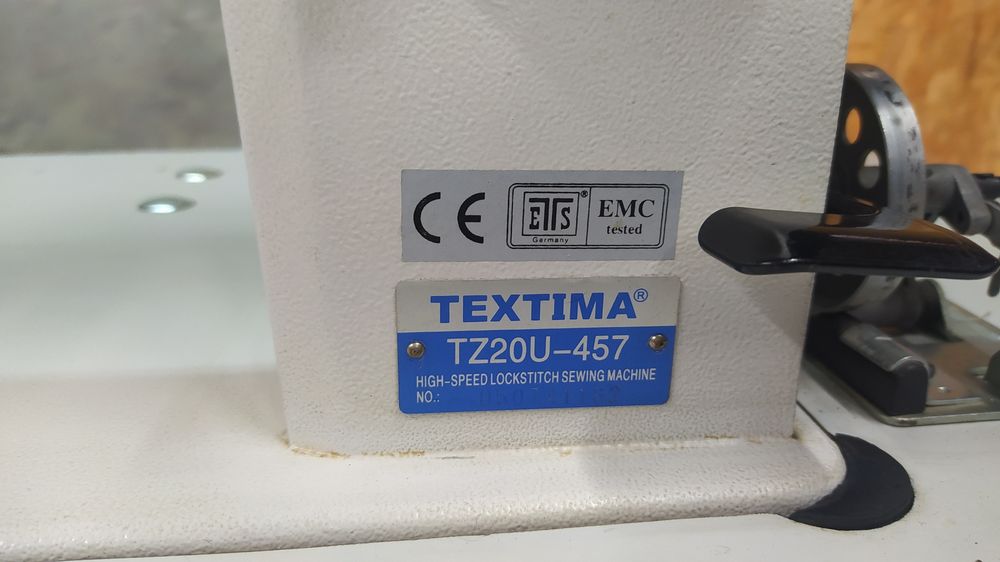 CE
ETS ®
Germany
EMC
tested
TEXTIMA®
TZ20U-457
HIGH-SPEED LOCKSTITCH SEWING MACHINE
NO.: